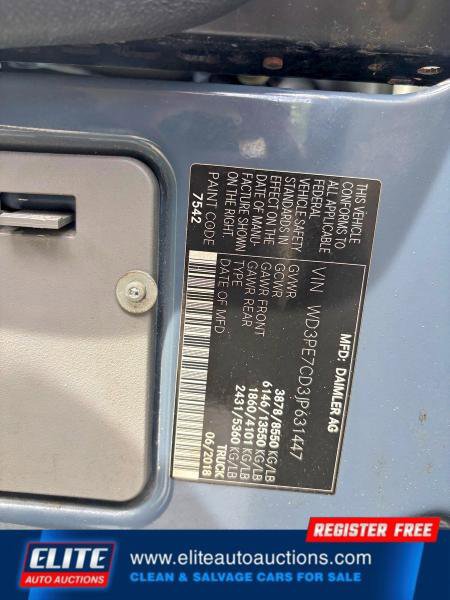 MFD: DAIMLER AG
VIN WD3PE7CD3JP631447
GVWR 3878/8550 KG/LB
GCWR 6146/13550 KG/LB
GAWR FRONT 1860/4101 KG/LB
GAWR REAR 2431/5360 KG/LB
TYPE TRUCK
DATE OF MFD 06/2018
THIS VEHICLE
CONFORMS TO
ALL APPLICABLE
FEDERAL
VEHICLE SAFETY
STANDARDS IN
EFFECT ON THE
DATE OF MANU-
FACTURE SHOWN
ON THE RIGHT.
PAINT CODE
7542
REGISTER FREE
ELITE
AUTO AUCTIONS
www.eliteautoauctions.com
CLEAN & SALVAGE CARS FOR SALE